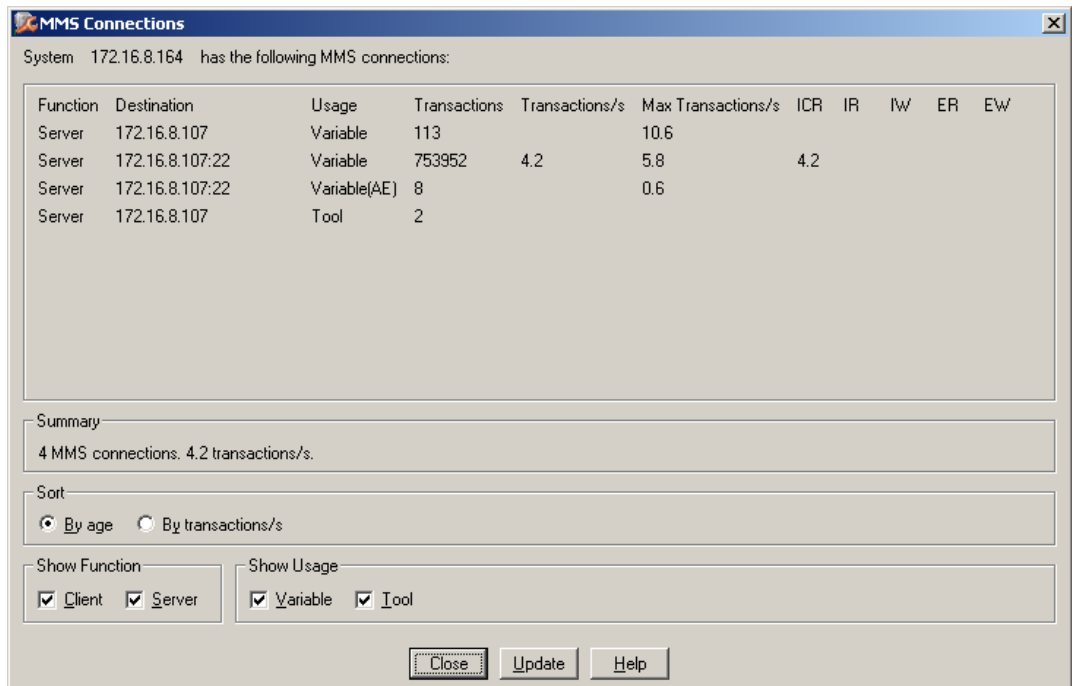 MMS Connections
System 172.16.8.164 has the following MMS connections:
Function Destination Usage Transactions Transactions/s Max Transactions/s ICR IR IW ER EW
Server 172.16.8.107 Variable 113 10.6
Server 172.16.8.107:22 Variable 753952 4.2 5.8 4.2
Server 172.16.8.107:22 Variable(AE) 8 0.6
Server 172.16.8.107 Tool 2
Summary
4 MMS connections. 4.2 transactions/s.
Sort
By age By transactions/s
Show Function Show Usage
Client Server Variable Tool
Close Update Help